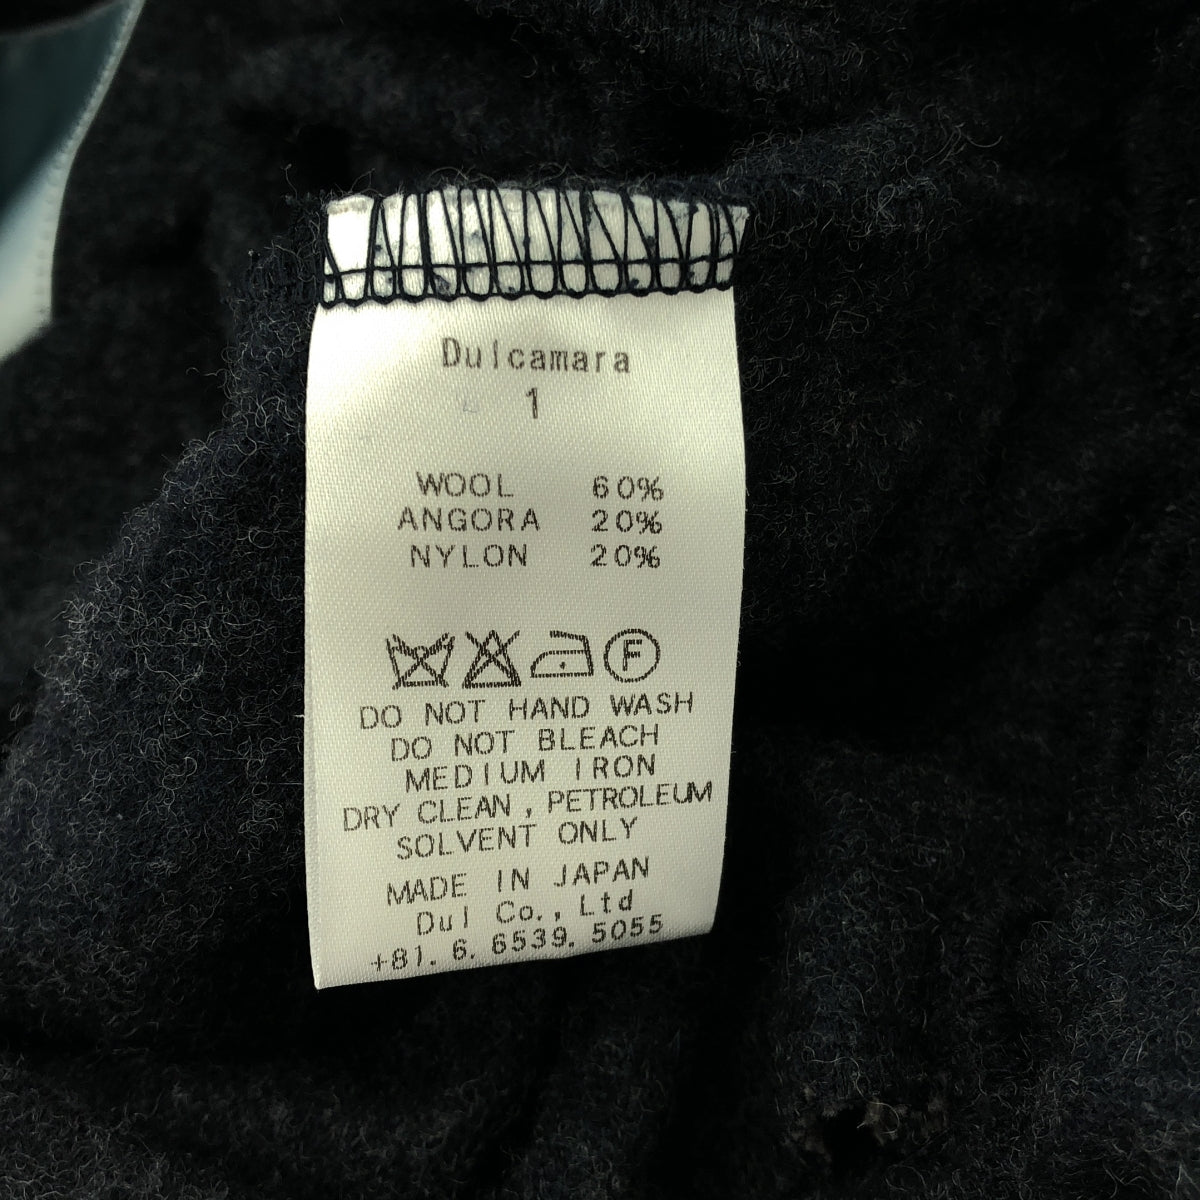 Dulcamara
1
WOOL 60%
ANGORA 20%
NYLON 20%
F
DO NOT HAND WASH
DO NOT BLEACH
MEDIUM IRON
DRY CLEAN, PETROLEUM
SOLVENT ONLY
MADE IN JAPAN
Dul Co., Ltd
+81. 6. 6539. 5055